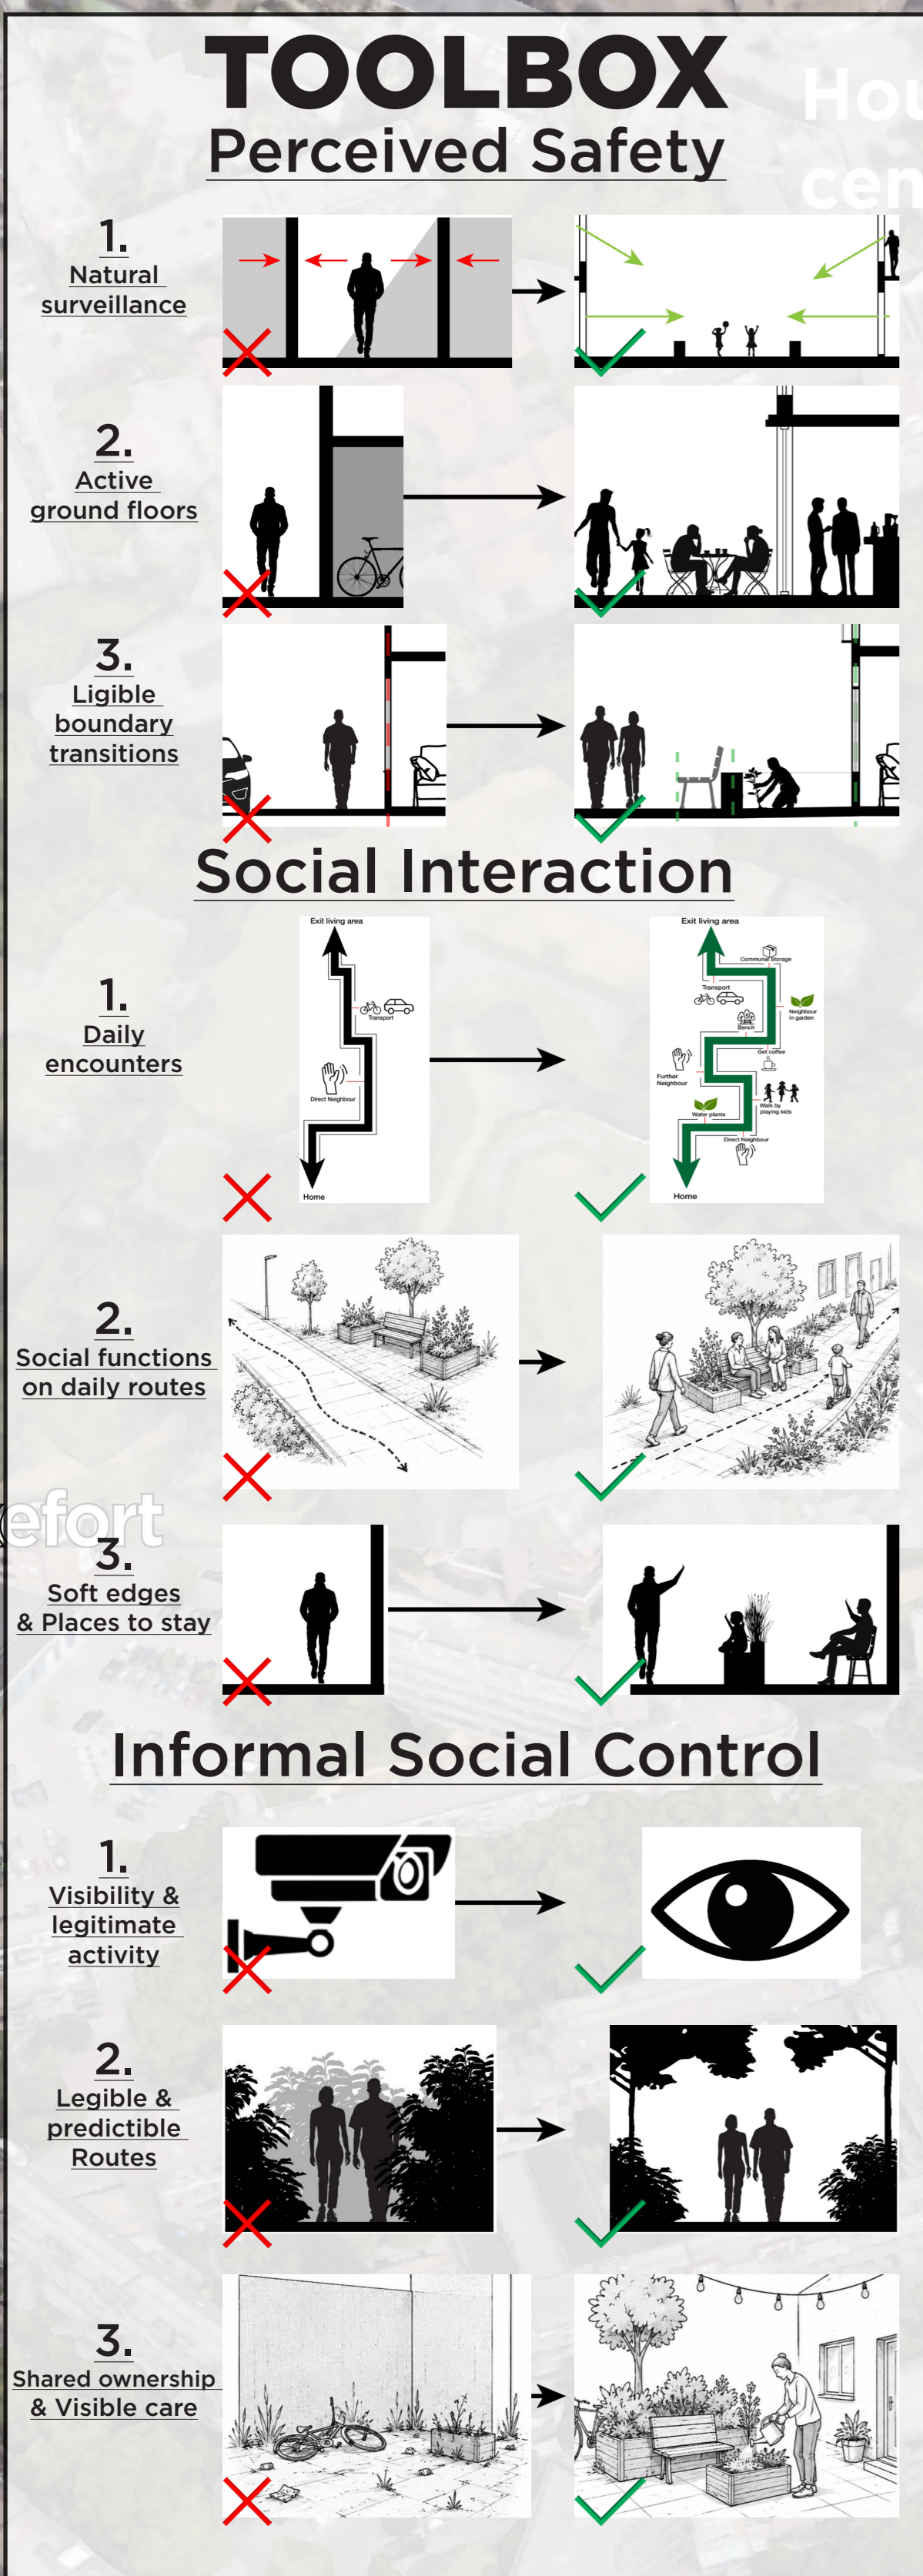 TOOLBOX
Perceived Safety
1.
Natural
surveillance
2.
Active
ground floors
3.
Ligible
boundary
transitions
Social Interaction
1.
Daily
encounters
Exit living area
Transport
Direct Neighbour
Home
Exit living area
Communal Storage
Transport
Neighbour
in garden
Bench
Get coffee
Further
Neighbour
Walk by
playing kids
Water plants
Direct Neighbour
Home
2.
Social functions
on daily routes
efort
3.
Soft edges
& Places to stay
Informal Social Control
1.
Visibility &
legitimate
activity
2.
Legible &
predictible
Routes
3.
Shared ownership
& Visible care